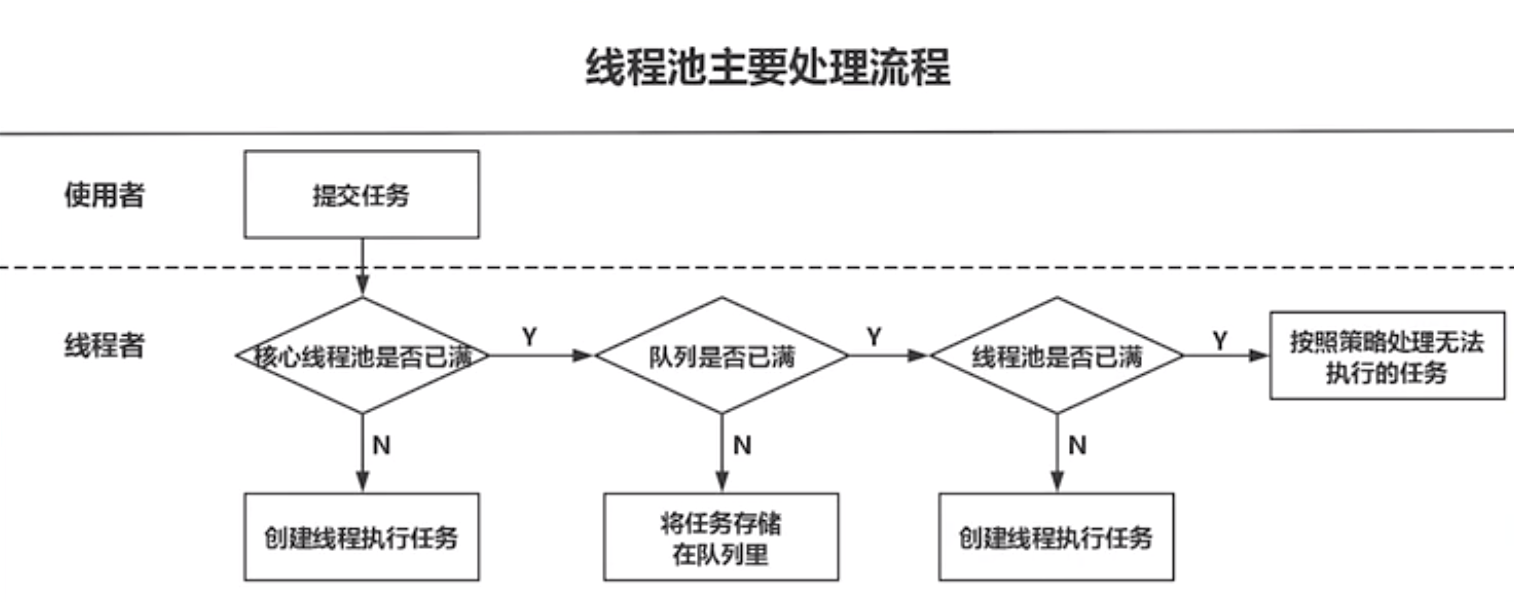 线程池主要处理流程
使用者
提交任务
线程者
核心线程池是否已满
Y
队列是否已满
Y
线程池是否已满
Y
按照策略处理无法
执行的任务
N
N
N
创建线程执行任务
将任务存储
在队列里
创建线程执行任务